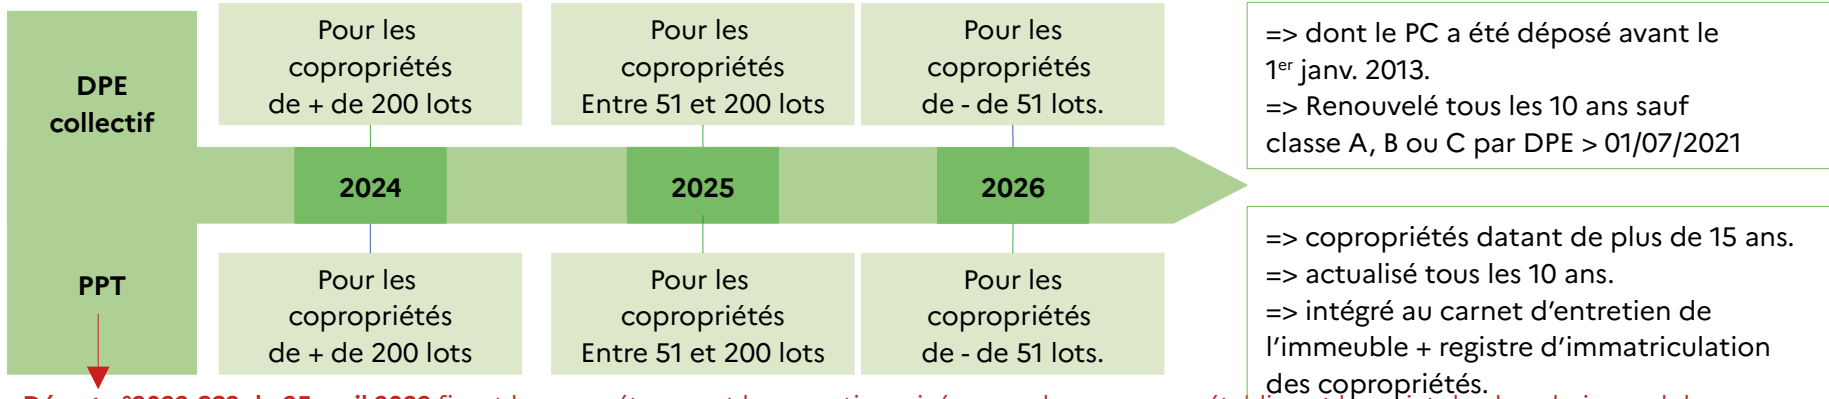 DPE
collectif
Pour les
copropriétés
de + de 200 lots
Pour les
copropriétés
Entre 51 et 200 lots
Pour les
copropriétés
de - de 51 lots.
=> dont le PC a été déposé avant le
1er janv. 2013.
=> Renouvelé tous les 10 ans sauf
classe A, B ou C par DPE > 01/07/2021
2024
2025
2026
PPT
Pour les
copropriétés
de + de 200 lots
Pour les
copropriétés
Entre 51 et 200 lots
Pour les
copropriétés
de - de 51 lots.
=> copropriétés datant de plus de 15 ans.
=> actualisé tous les 10 ans.
=> intégré au carnet d'entretien de
l'immeuble + registre d'immatriculation
des copropriétés.